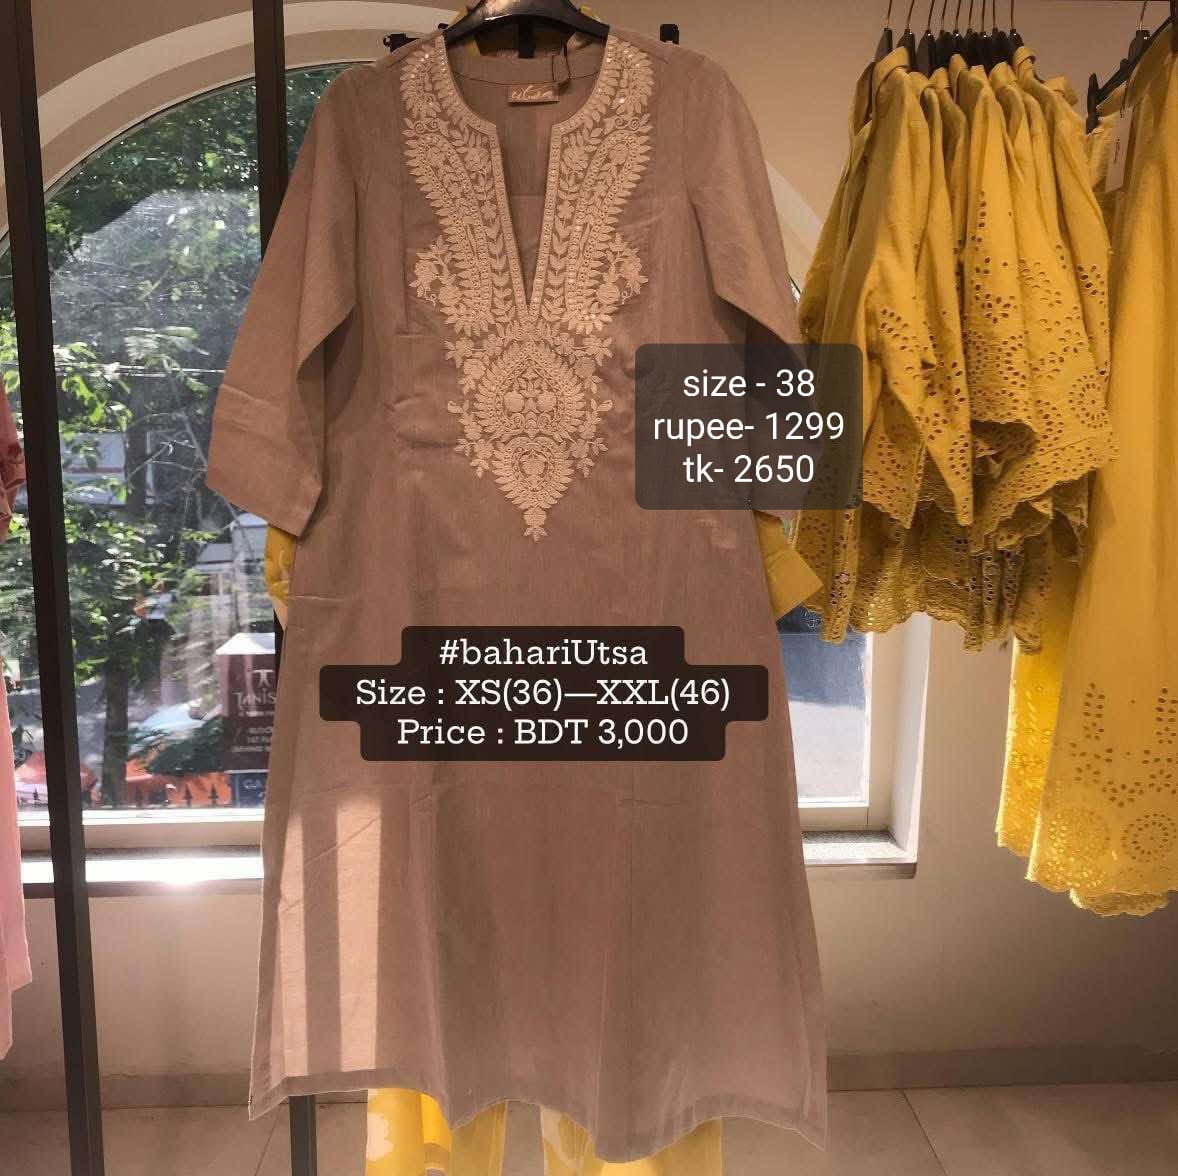 size - 38
rupee- 1299
tk- 2650
#bahariUtsa
Size : XS(36)—XXL(46)
Price : BDT 3,000